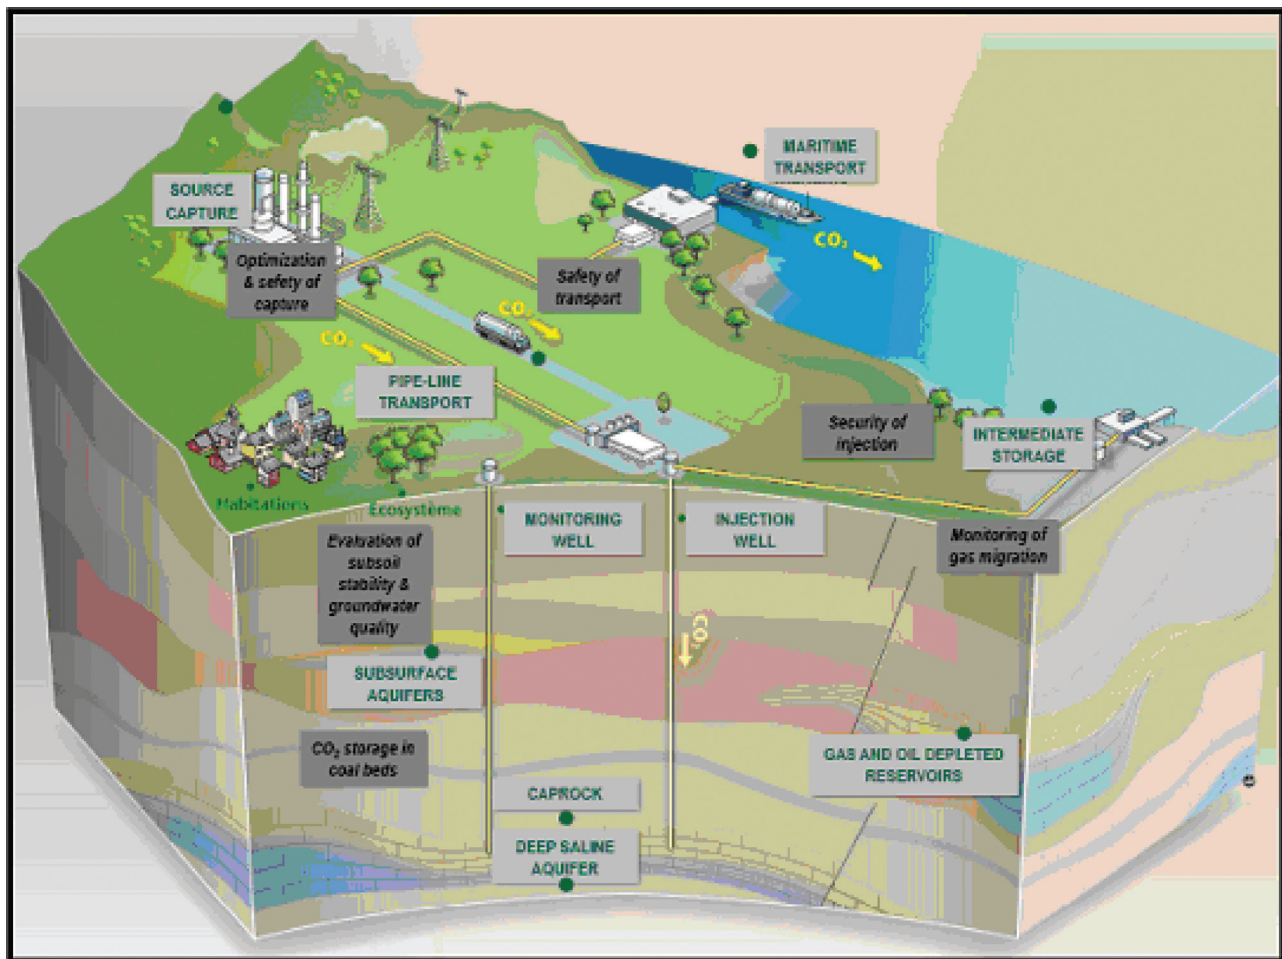 MARITIME
TRANSPORT
SOURCE
CAPTURE
CO₂
Optimization
& safety of
capture
Safety of
transport
CO₂
CO₂
PIPE-LINE
TRANSPORT
Security of
injection
INTERMEDIATE
STORAGE
Habitations
Ecosystème
MONITORING
WELL
INJECTION
WELL
Monitoring of
gas migration
Evaluation of
subsoil
stability &
groundwater
quality
CO₂
SUBSURFACE
AQUIFERS
CO₂ storage in
coal beds
GAS AND OIL DEPLETED
RESERVOIRS
CAPROCK
DEEP SALINE
AQUIFER